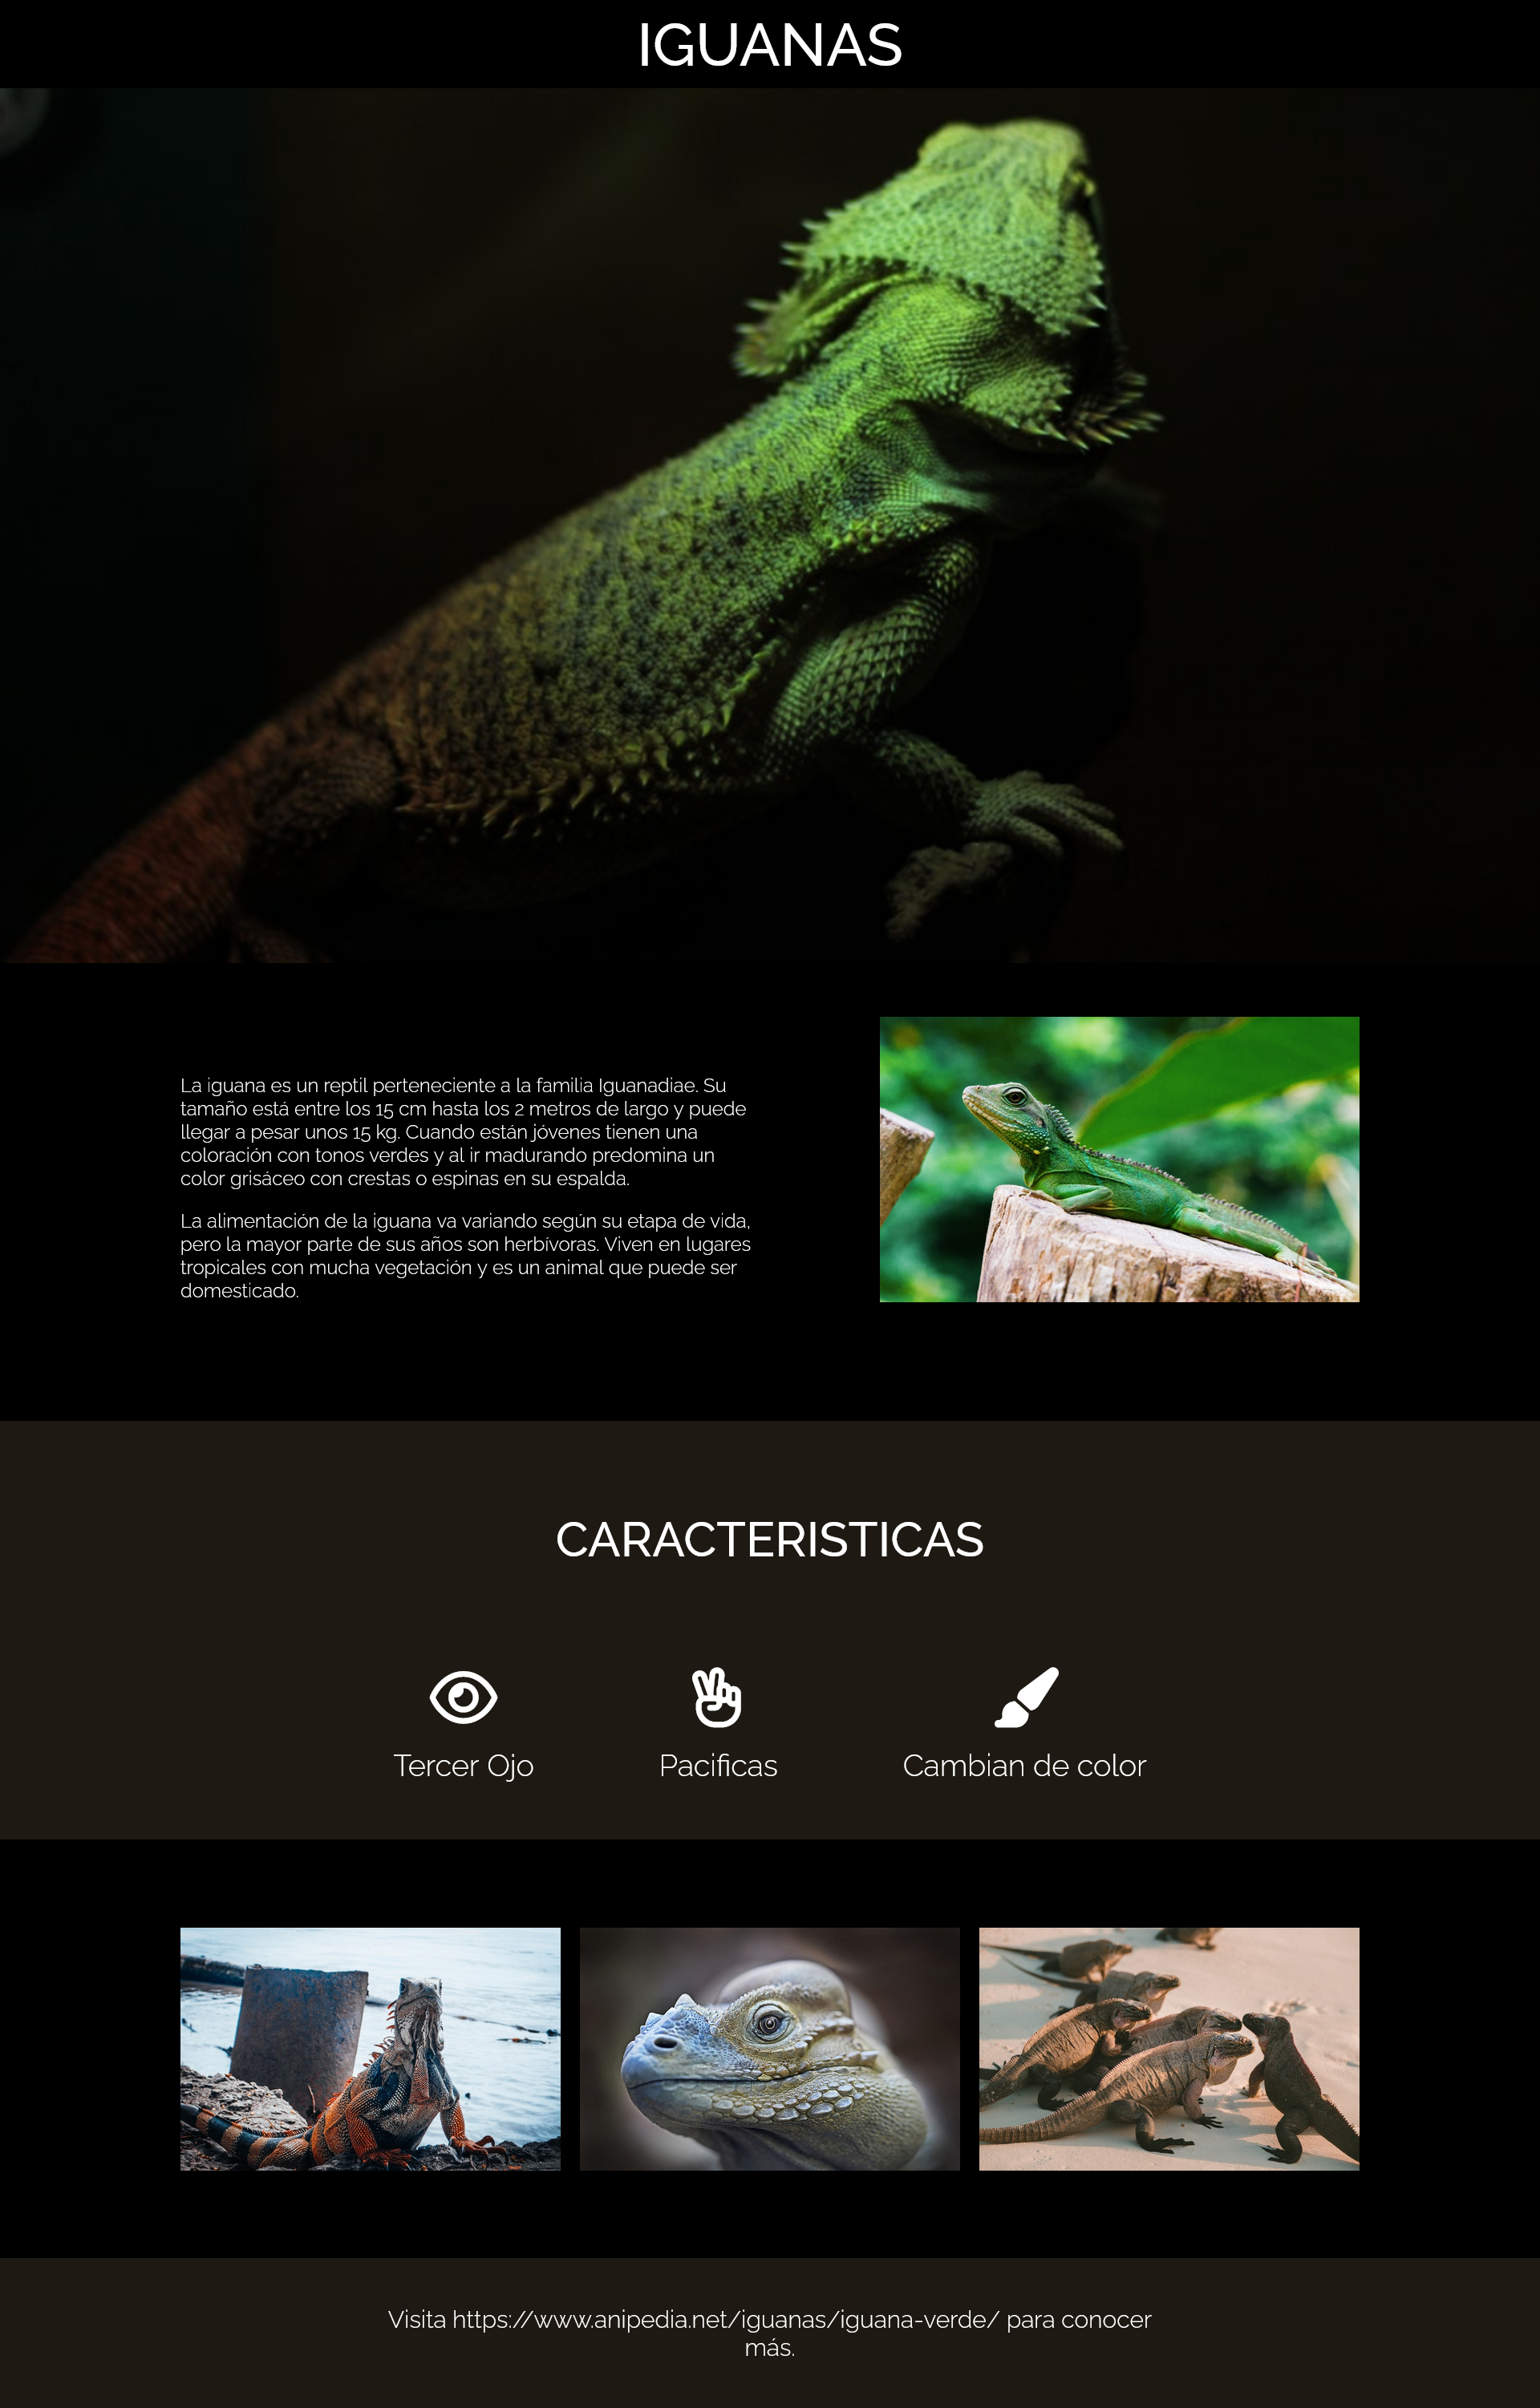 IGUANAS
La iguana es un reptil perteneciente a la familia Iguanadiae. Su
tamaño está entre los 15 cm hasta los 2 metros de largo y puede
llegar a pesar unos 15 kg. Cuando están jóvenes tienen una
coloración con tonos verdes y al ir madurando predomina un
color grisáceo con crestas o espinas en su espalda.
La alimentación de la iguana va variando según su etapa de vida,
pero la mayor parte de sus años son herbívoras. Viven en lugares
tropicales con mucha vegetación y es un animal que puede ser
domesticado.
CARACTERISTICAS
Tercer Ojo
Pacificas
Cambian de color
Visita https://www.anipedia.net/iguanas/iguana-verde/ para conocer
más.